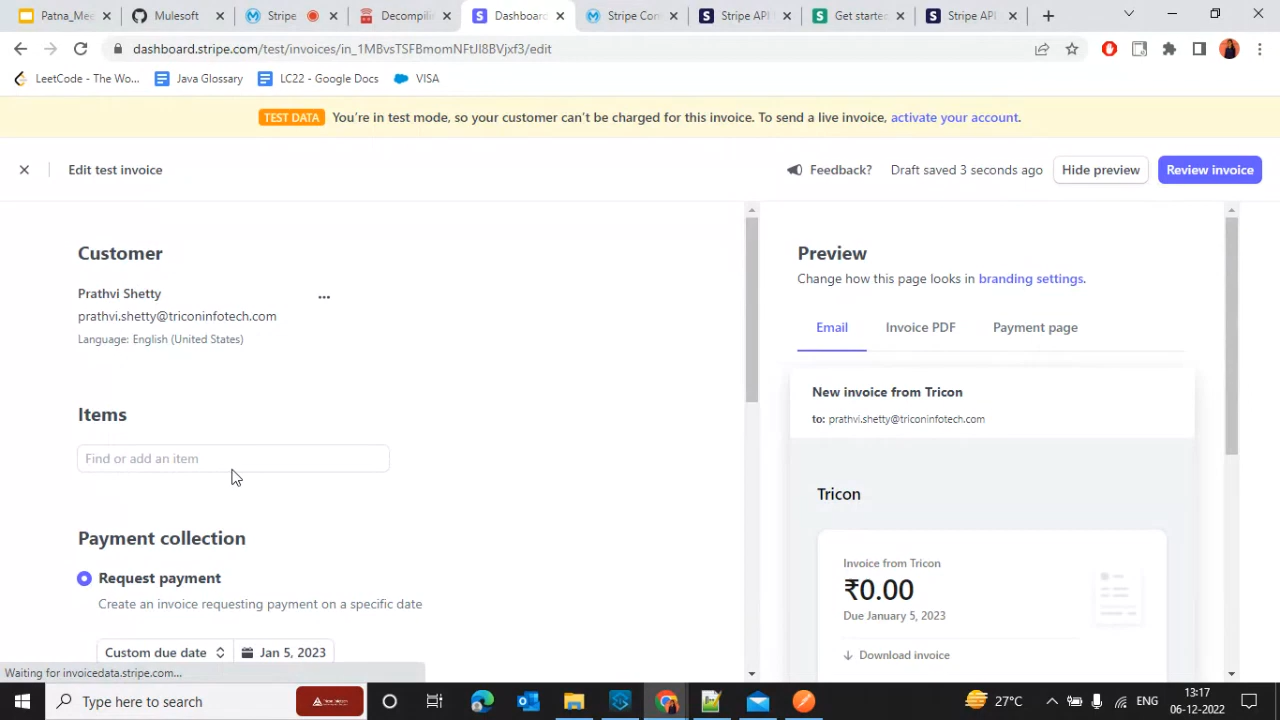 Patna_Mee
Mulesoft
Stripe
Decompilin
Dashboard
Stripe Con
Stripe API
Get started
Stripe API
dashboard.stripe.com/test/invoices/in_1MBvsTSFBmomNFtJI8BVjxf3/edit
LeetCode - The Wo...
Java Glossary
LC22 - Google Docs
VISA
TEST DATA You're in test mode, so your customer can't be charged for this invoice. To send a live invoice, activate your account.
Edit test invoice
Feedback?
Draft saved 3 seconds ago
Hide preview
Review invoice
Customer
Prathvi Shetty
prathvi.shetty@triconinfotech.com
Language: English (United States)
Items
Find or add an item
Payment collection
Request payment
Create an invoice requesting payment on a specific date
Custom due date
Jan 5, 2023
Preview
Change how this page looks in branding settings.
Email
Invoice PDF
Payment page
New invoice from Tricon
to: prathvi.shetty@triconinfotech.com
Tricon
Invoice from Tricon
₹0.00
Due January 5, 2023
Download invoice
Waiting for invoicedata.stripe.com...
Type here to search
27°C
ENG
13:17
06-12-2022